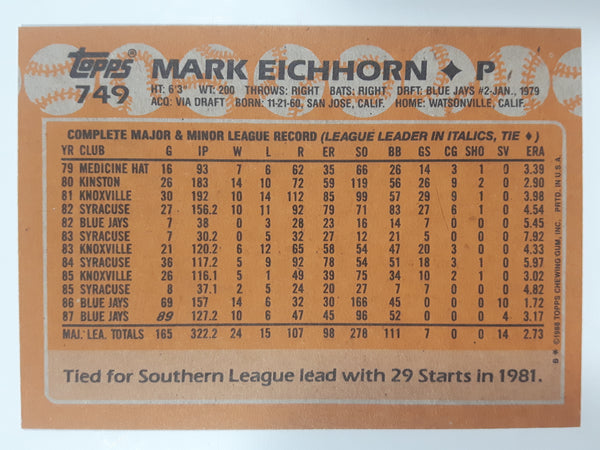 topps
749
MARK EICHHORN ♦ P
HT: 6'3" WT: 200 THROWS: RIGHT BATS: RIGHT DRFT: BLUE JAYS #2-JAN., 1979
ACQ: VIA DRAFT BORN: 11-21-60, SAN JOSE, CALIF. HOME: WATSONVILLE, CALIF.
COMPLETE MAJOR & MINOR LEAGUE RECORD (LEAGUE LEADER IN ITALICS, TIE ♦)
YR CLUB G IP W L R ER SO BB GS CG SHO SV ERA
79 MEDICINE HAT 16 93 7 6 62 35 66 26 14 3 1 0 3.39
80 KINSTON 26 183 14 10 72 59 119 56 26 9 2 0 2.90
81 KNOXVILLE 30 192 10 14 112 85 99 57 29 9 1 0 3.98
82 SYRACUSE 27 156.2 10 11 92 79 71 83 27 6 1 0 4.54
82 BLUE JAYS 7 38 0 3 28 23 16 14 7 0 0 0 5.45
83 SYRACUSE 7 30.2 0 5 32 27 12 21 5 0 0 0 7.92
83 KNOXVILLE 21 120.2 6 12 65 58 54 47 20 3 0 0 4.33
84 SYRACUSE 36 117.2 5 9 92 78 54 51 18 3 1 0 5.97
85 KNOXVILLE 26 116.1 5 1 49 39 76 34 10 2 1 0 3.02
85 SYRACUSE 8 37.1 2 5 24 20 27 7 5 0 0 0 4.82
86 BLUE JAYS 69 157 14 6 32 30 166 45 0 0 0 10 1.72
87 BLUE JAYS 89 127.2 10 6 47 45 96 52 0 0 0 4 3.17
MAJ. LEA. TOTALS 165 322.2 24 15 107 98 278 111 7 0 0 14 2.73
Tied for Southern League lead with 29 Starts in 1981.
B * ©1988 TOPPS CHEWING GUM, INC. PRTD. IN U.S.A.